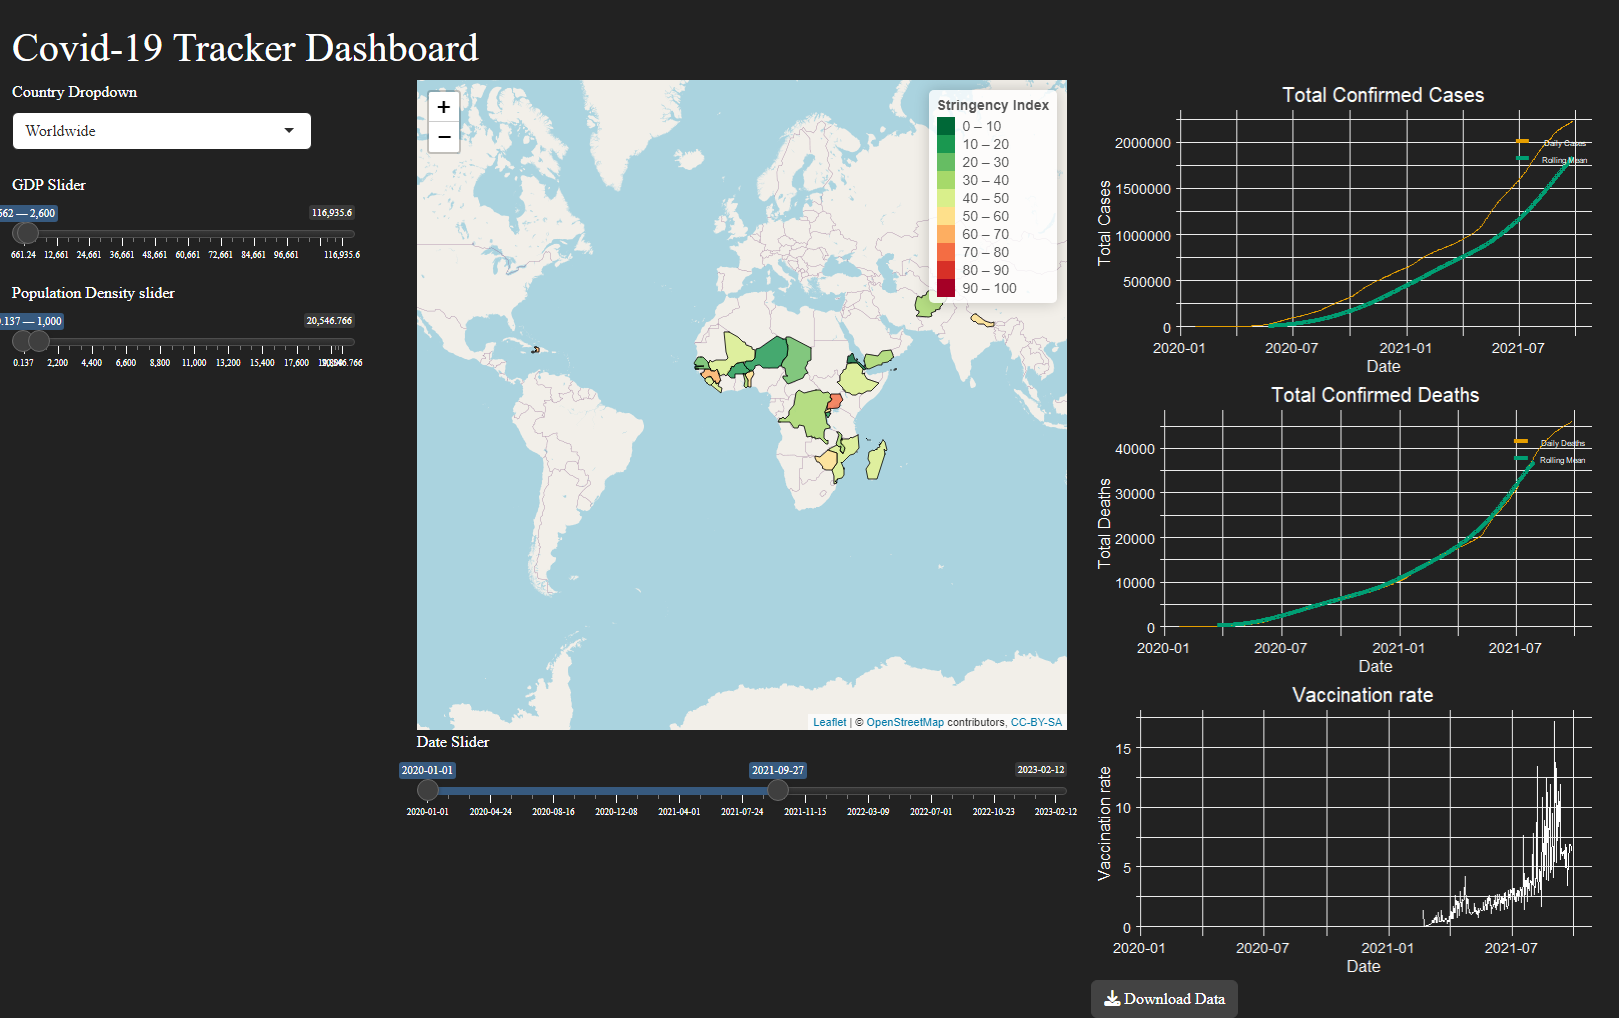 Covid-19 Tracker Dashboard
Country Dropdown
Worldwide
GDP Slider
562 — 2,600
116,935.6
661.24 12,661 24,661 36,661 48,661 60,661 72,661 84,661 96,661 116,935.6
Population Density slider
0.137 — 1,000
20,546.766
0.137 2,200 4,400 6,600 8,800 11,000 13,200 15,400 17,600
+
−
Stringency Index
0 – 10
10 – 20
20 – 30
30 – 40
40 – 50
50 – 60
60 – 70
70 – 80
80 – 90
90 – 100
Leaflet | © OpenStreetMap contributors, CC-BY-SA
Date Slider
2020-01-01 2021-09-27 2023-02-12
2020-01-01 2020-04-24 2020-08-16 2020-12-08 2021-04-01 2021-07-24 2021-11-15 2022-03-09 2022-07-01 2022-10-23 2023-02-12
Total Confirmed Cases
Total Cases
2000000
1500000
1000000
500000
0
Daily Cases
Rolling Mean
2020-01 2020-07 2021-01 2021-07
Date
Total Confirmed Deaths
Total Deaths
40000
30000
20000
10000
0
Daily Deaths
Rolling Mean
2020-01 2020-07 2021-01 2021-07
Date
Vaccination rate
Vaccination rate
15
10
5
0
2020-01 2020-07 2021-01 2021-07
Date
Download Data